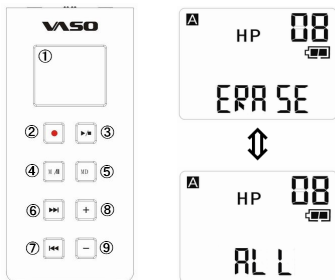 VASO
①
② ③
▶/■
④ M/M MD ⑤
⑥ ▶▶| + ⑧
⑦ |◀◀ − ⑨
A HP 08
ERASE
A HP 08
ALL